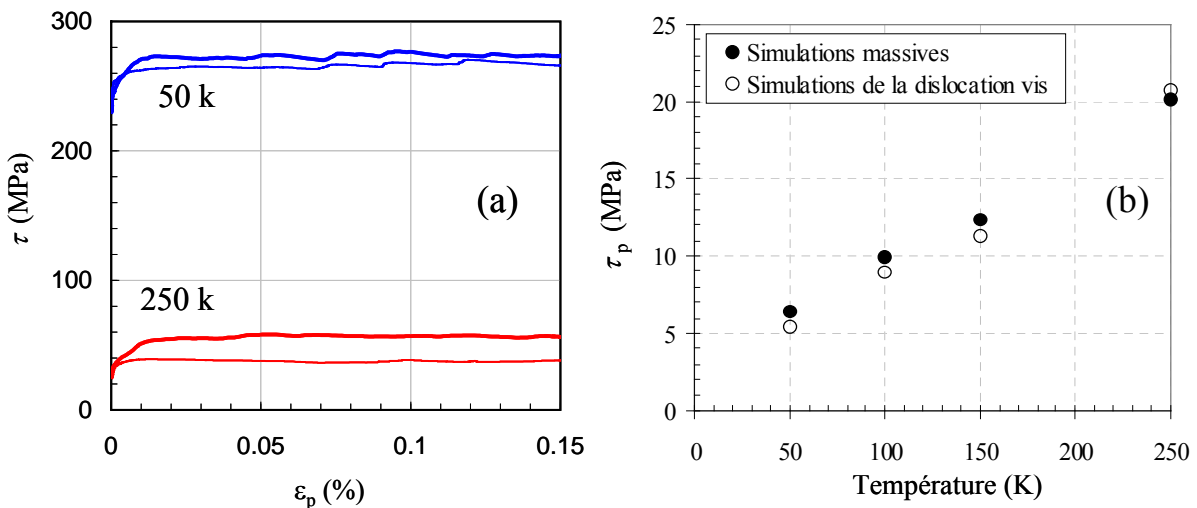 300
200
100
0
τ (MPa)
50 k
250 k
(a)
0
0.05
0.1
0.15
εp (%)
25
20
15
10
5
0
τp (MPa)
Simulations massives
Simulations de la dislocation vis
(b)
0
50
100
150
200
250
Température (K)